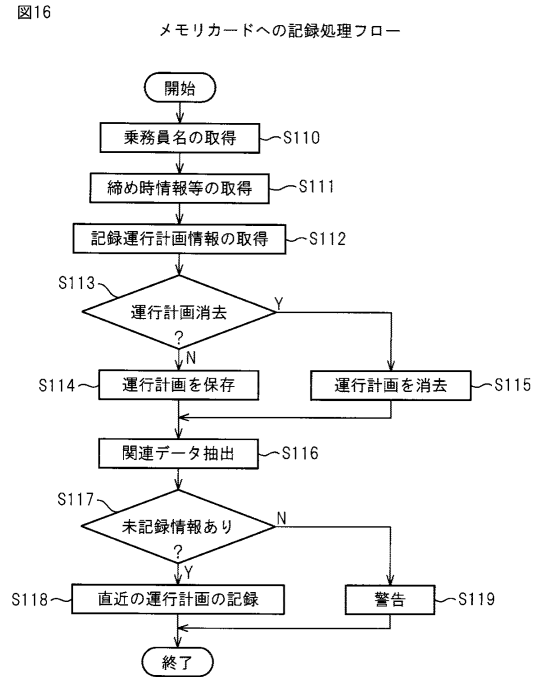 図16
メモリカードへの記録処理フロー
開始
乗務員名の取得 S110
締め時情報等の取得 S111
記録運行計画情報の取得 S112
S113
運行計画消去
?
Y
N
S114 運行計画を保存
運行計画を消去 S115
関連データ抽出 S116
S117
未記録情報あり
?
N
Y
S118 直近の運行計画の記録
警告 S119
終了